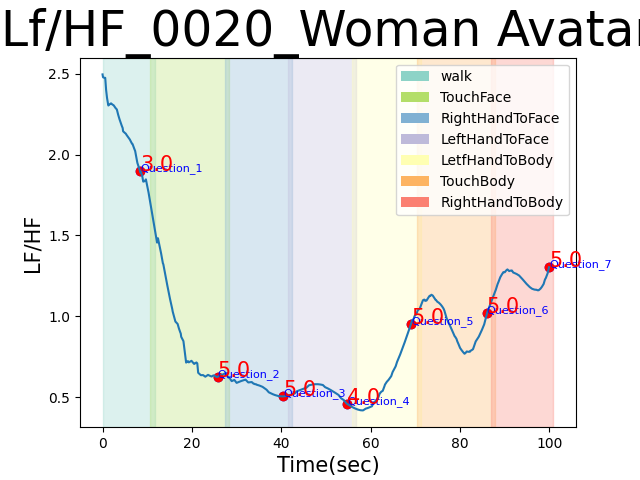 Lf/HF_0020_Woman Avatar
2.5
2.0
1.5
1.0
0.5
LF/HF
walk
TouchFace
RightHandToFace
LeftHandToFace
LetfHandToBody
TouchBody
RightHandToBody
3.0
Question_1
5.0
Question_2
5.0
Question_3
4.0
Question_4
5.0
Question_5
5.0
Question_6
5.0
Question_7
0 20 40 60 80 100
Time(sec)